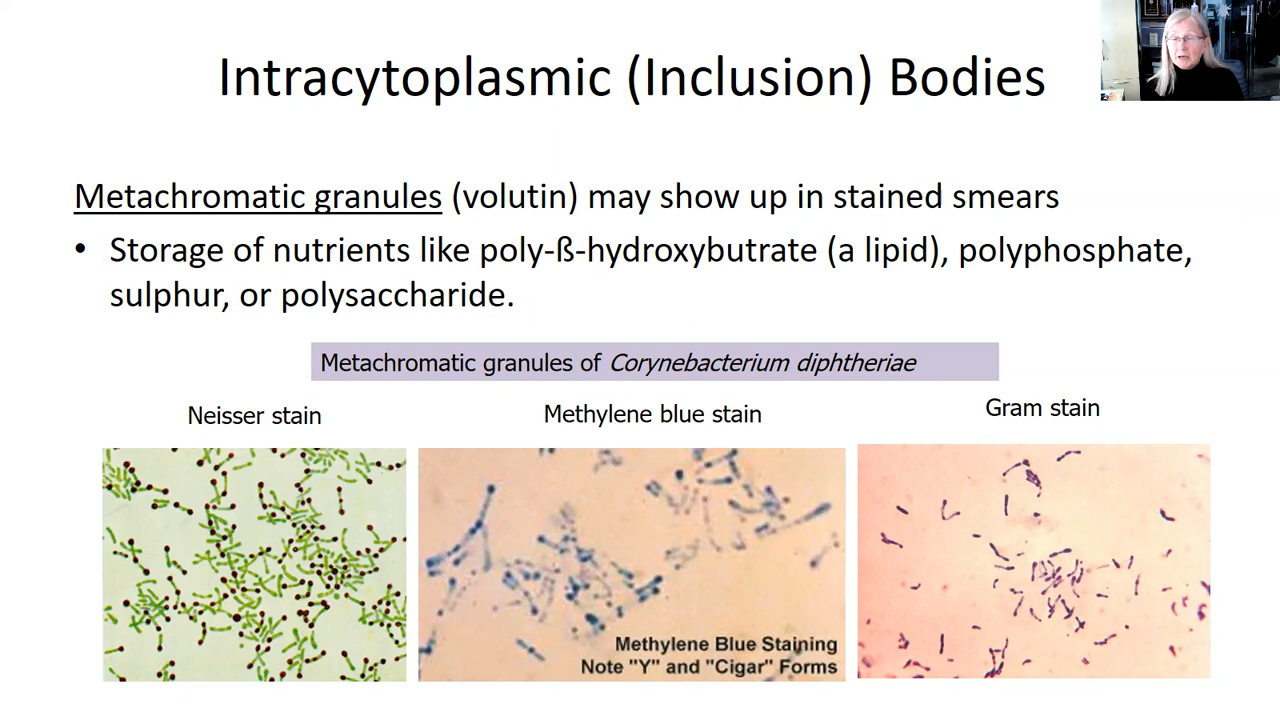 Intracytoplasmic (Inclusion) Bodies
Metachromatic granules (volutin) may show up in stained smears
• Storage of nutrients like poly-ß-hydroxybutrate (a lipid), polyphosphate,
sulphur, or polysaccharide.
Metachromatic granules of Corynebacterium diphtheriae
Neisser stain
Methylene blue stain
Gram stain
Methylene Blue Staining
Note "Y" and "Cigar" Forms